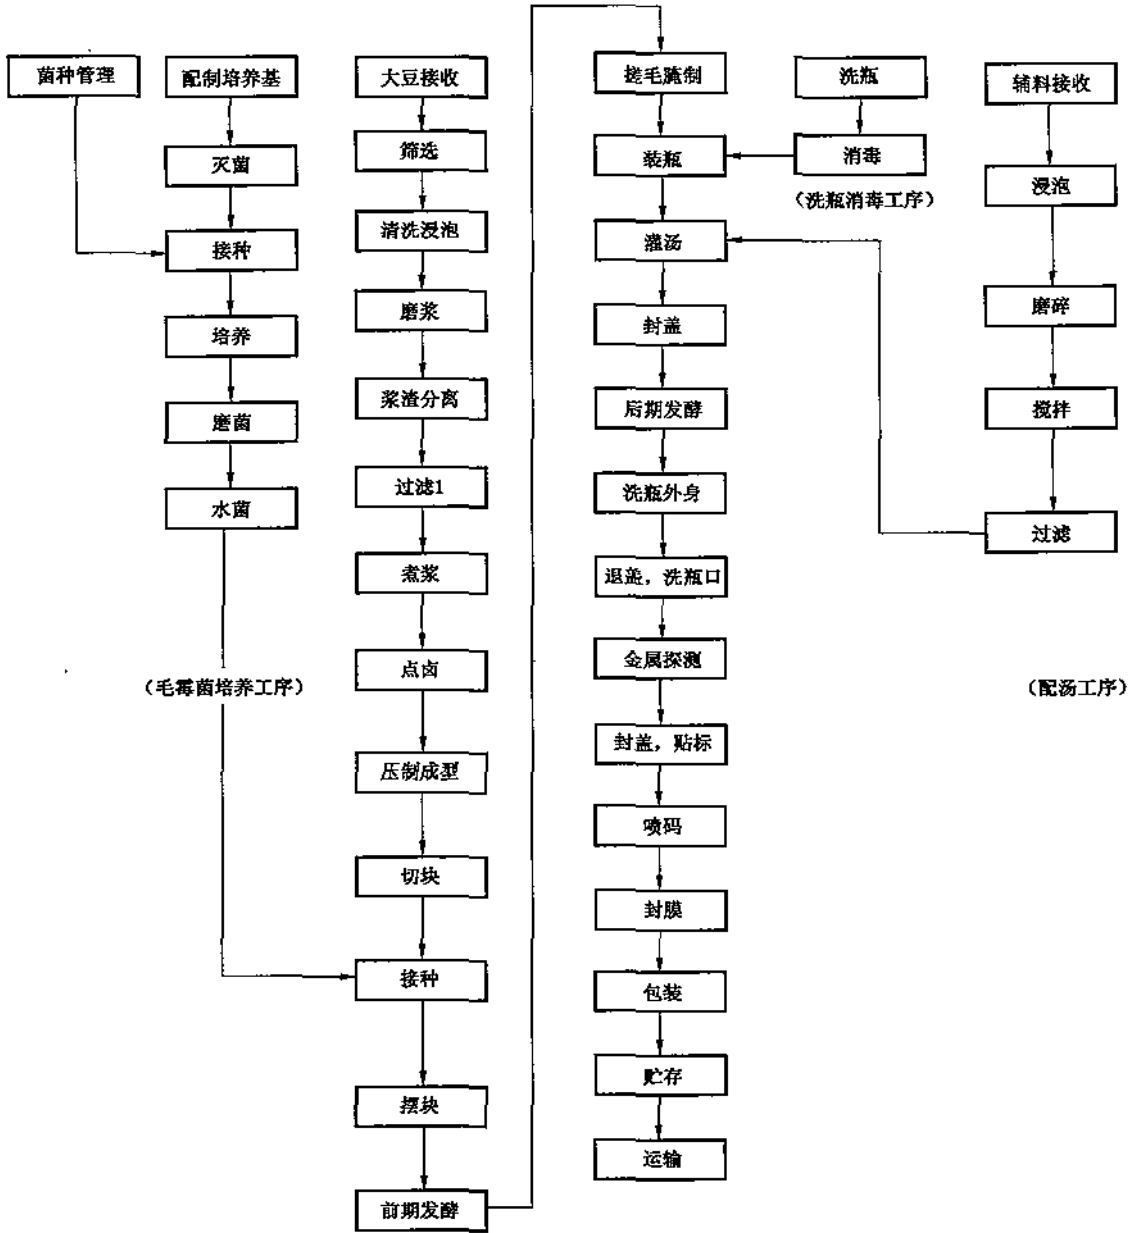 菌种管理
配制培养基
灭菌
接种
培养
磨菌
水菌
(毛霉菌培养工序)
大豆接收
筛选
清洗浸泡
磨浆
浆渣分离
过滤1
煮浆
点卤
压制成型
切块
接种
摆块
前期发酵
搓毛腌制
装瓶
灌汤
封盖
后期发酵
洗瓶外身
退盖，洗瓶口
金属探测
封盖，贴标
喷码
封膜
包装
贮存
运输
洗瓶
消毒
(洗瓶消毒工序)
辅料接收
浸泡
磨碎
搅拌
过滤
(配汤工序)